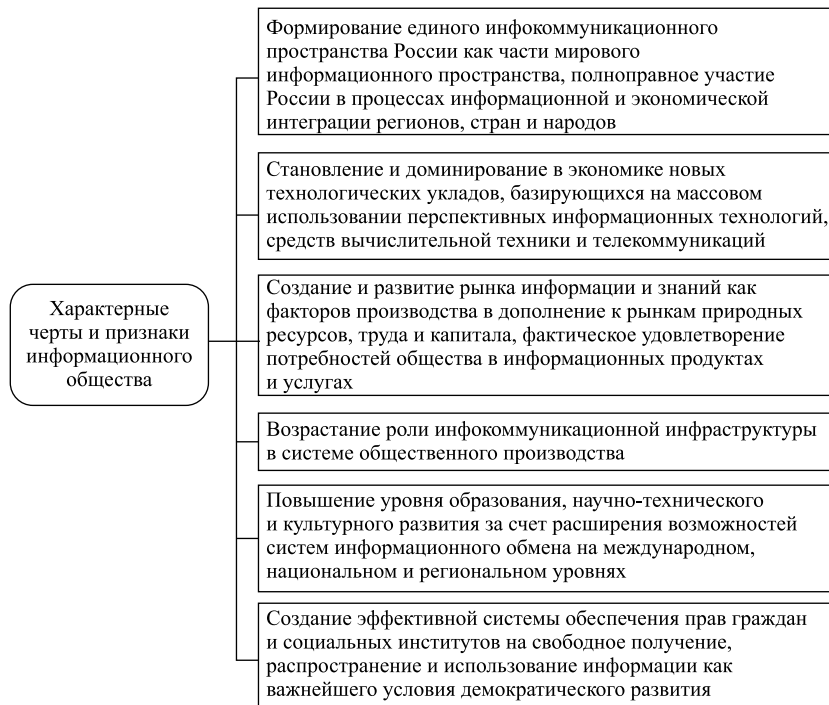 Формирование единого инфокоммуникационного
пространства России как части мирового
информационного пространства, полноправное участие
России в процессах информационной и экономической
интеграции регионов, стран и народов
Становление и доминирование в экономике новых
технологических укладов, базирующихся на массовом
использовании перспективных информационных технологий,
средств вычислительной техники и телекоммуникаций
Характерные
черты и признаки
информационного
общества
Создание и развитие рынка информации и знаний как
факторов производства в дополнение к рынкам природных
ресурсов, труда и капитала, фактическое удовлетворение
потребностей общества в информационных продуктах
и услугах
Возрастание роли инфокоммуникационной инфраструктуры
в системе общественного производства
Повышение уровня образования, научно-технического
и культурного развития за счет расширения возможностей
систем информационного обмена на международном,
национальном и региональном уровнях
Создание эффективной системы обеспечения прав граждан
и социальных институтов на свободное получение,
распространение и использование информации как
важнейшего условия демократического развития